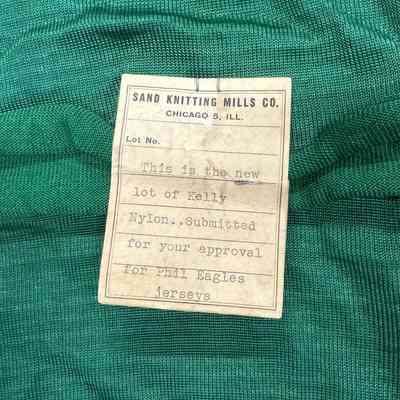 SAND KNITTING MILLS CO.
CHICAGO 5, ILL.
Lot No.
This is the new
lot of Kelly
Nylon..Submitted
for your approval
For Phil Eagles
jerseys